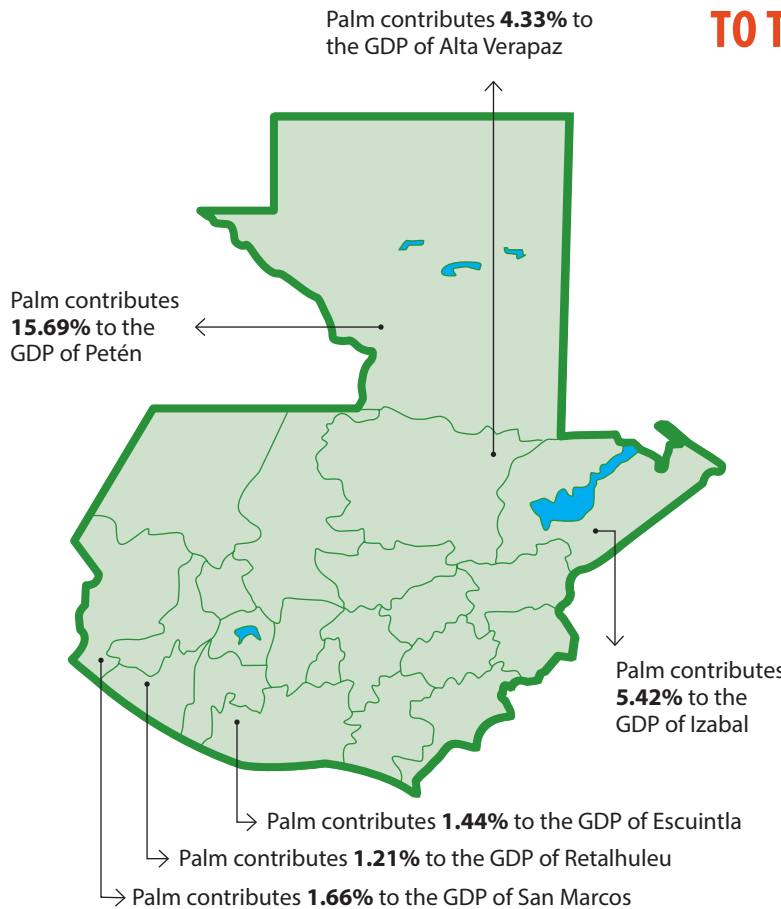 Palm contributes 4.33% to
the GDP of Alta Verapaz
TO T
Palm contributes
15.69% to the
GDP of Petén
Palm contributes
5.42% to the
GDP of Izabal
Palm contributes 1.44% to the GDP of Escuintla
Palm contributes 1.21% to the GDP of Retalhuleu
Palm contributes 1.66% to the GDP of San Marcos